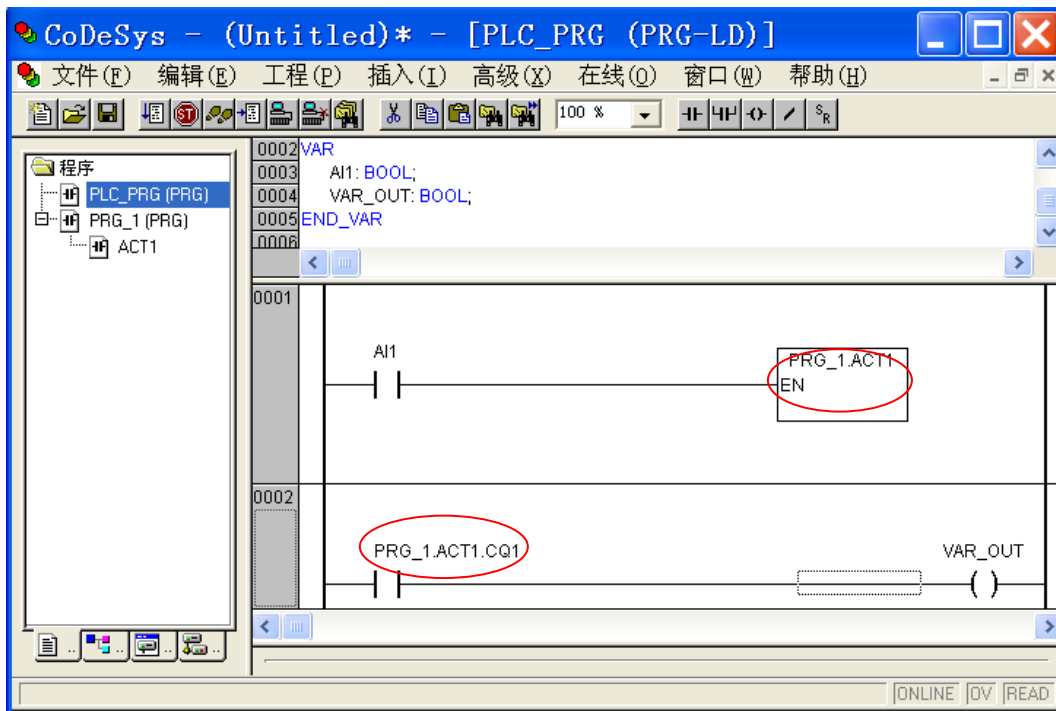 CoDeSys - (Untitled)* - [PLC_PRG (PRG-LD)]
文件(F) 编辑(E) 工程(P) 插入(I) 高级(X) 在线(O) 窗口(W) 帮助(H)
ST 100 % S R
程序
PLC_PRG (PRG)
PRG_1 (PRG)
ACT1
0002 VAR
0003 AI1: BOOL;
0004 VAR_OUT: BOOL;
0005 END_VAR
0006
0001
AI1
PRG_1.ACT1
EN
0002
PRG_1.ACT1.CQ1
VAR_OUT
( )
.. .. .. ..
ONLINE OV READ